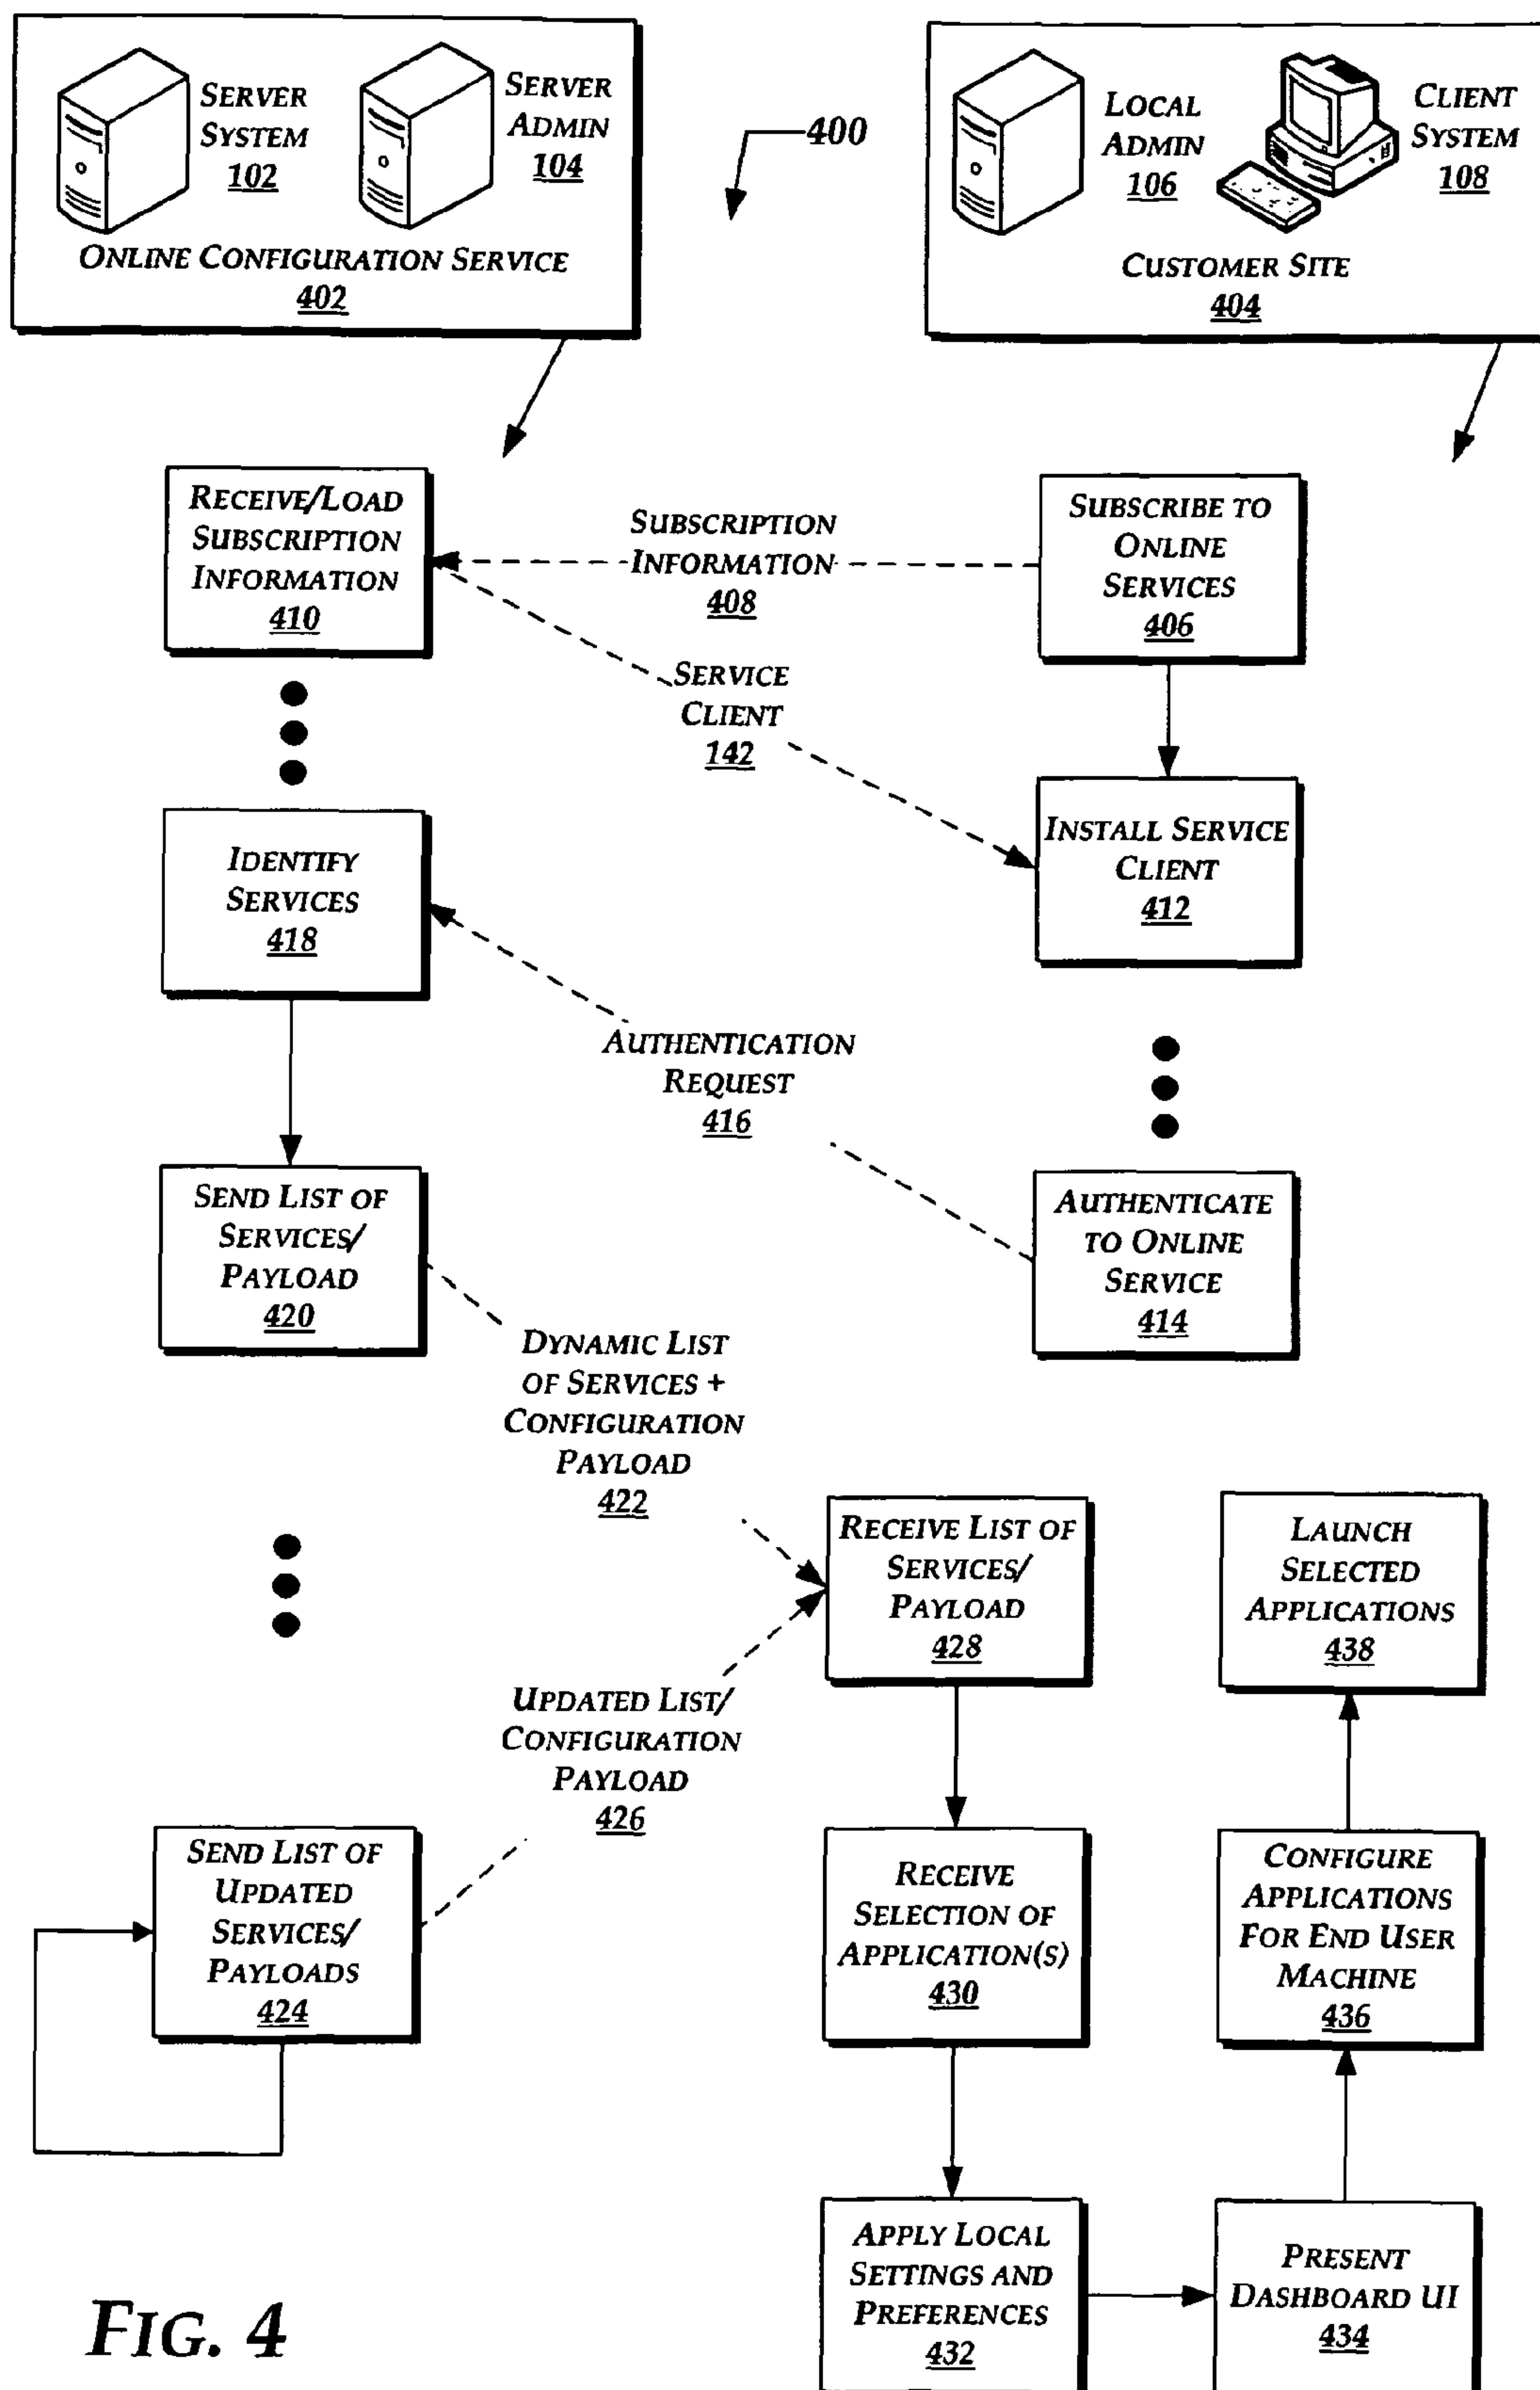 SERVER
SYSTEM
102
SERVER
ADMIN
104
ONLINE CONFIGURATION SERVICE
402
400
LOCAL
ADMIN
106
CLIENT
SYSTEM
108
CUSTOMER SITE
404
RECEIVE/LOAD
SUBSCRIPTION
INFORMATION
410
SUBSCRIPTION
INFORMATION
408
SUBSCRIBE TO
ONLINE
SERVICES
406
SERVICE
CLIENT
142
INSTALL SERVICE
CLIENT
412
IDENTIFY
SERVICES
418
AUTHENTICATION
REQUEST
416
AUTHENTICATE
TO ONLINE
SERVICE
414
SEND LIST OF
SERVICES/
PAYLOAD
420
DYNAMIC LIST
OF SERVICES +
CONFIGURATION
PAYLOAD
422
RECEIVE LIST OF
SERVICES/
PAYLOAD
428
LAUNCH
SELECTED
APPLICATIONS
438
UPDATED LIST/
CONFIGURATION
PAYLOAD
426
SEND LIST OF
UPDATED
SERVICES/
PAYLOADS
424
RECEIVE
SELECTION OF
APPLICATION(S)
430
CONFIGURE
APPLICATIONS
FOR END USER
MACHINE
436
APPLY LOCAL
SETTINGS AND
PREFERENCES
432
PRESENT
DASHBOARD UI
434
FIG. 4